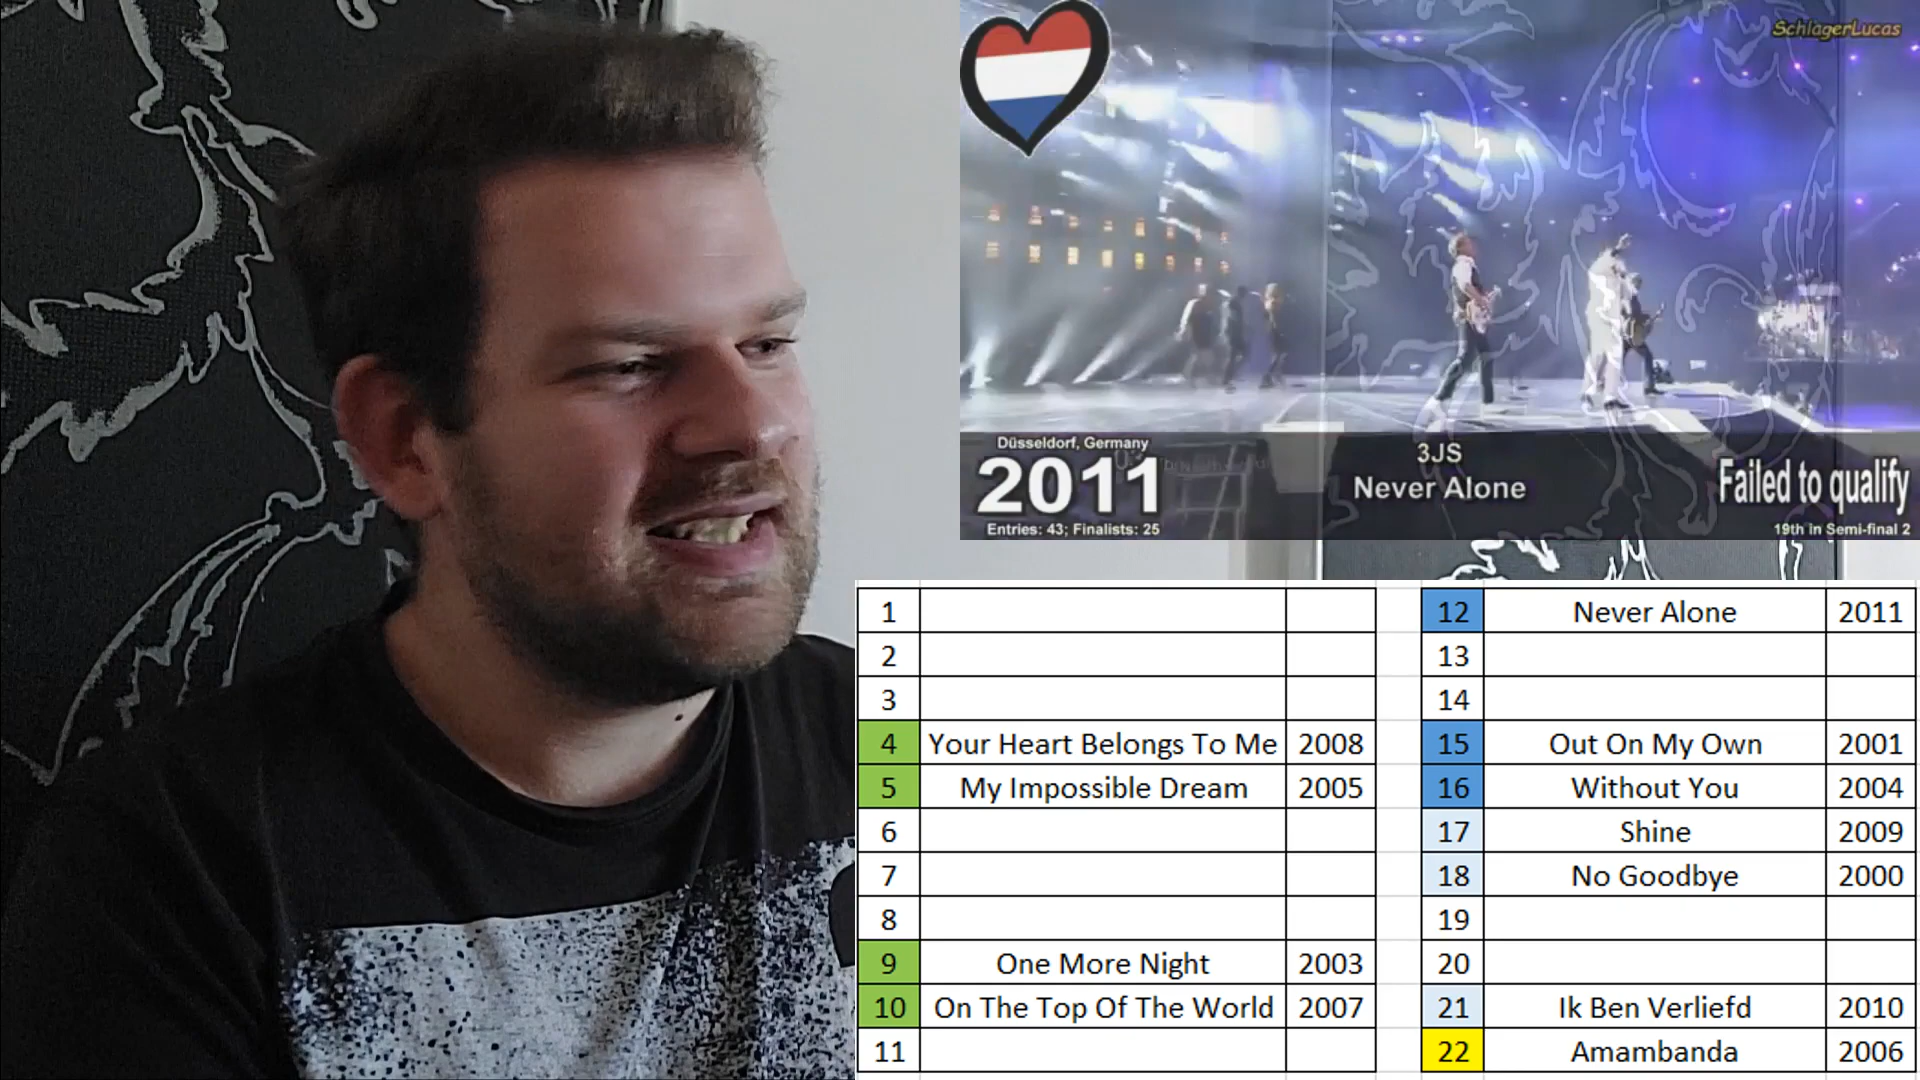 SchlagerLucas
Düsseldorf, Germany
2011
Entries: 43; Finalists: 25
3JS
Never Alone
Failed to qualify
19th in Semi-final 2
1
2
3
4 Your Heart Belongs To Me 2008
5 My Impossible Dream 2005
6
7
8
9 One More Night 2003
10 On The Top Of The World 2007
11
12 Never Alone 2011
13
14
15 Out On My Own 2001
16 Without You 2004
17 Shine 2009
18 No Goodbye 2000
19
20
21 Ik Ben Verliefd 2010
22 Amambanda 2006